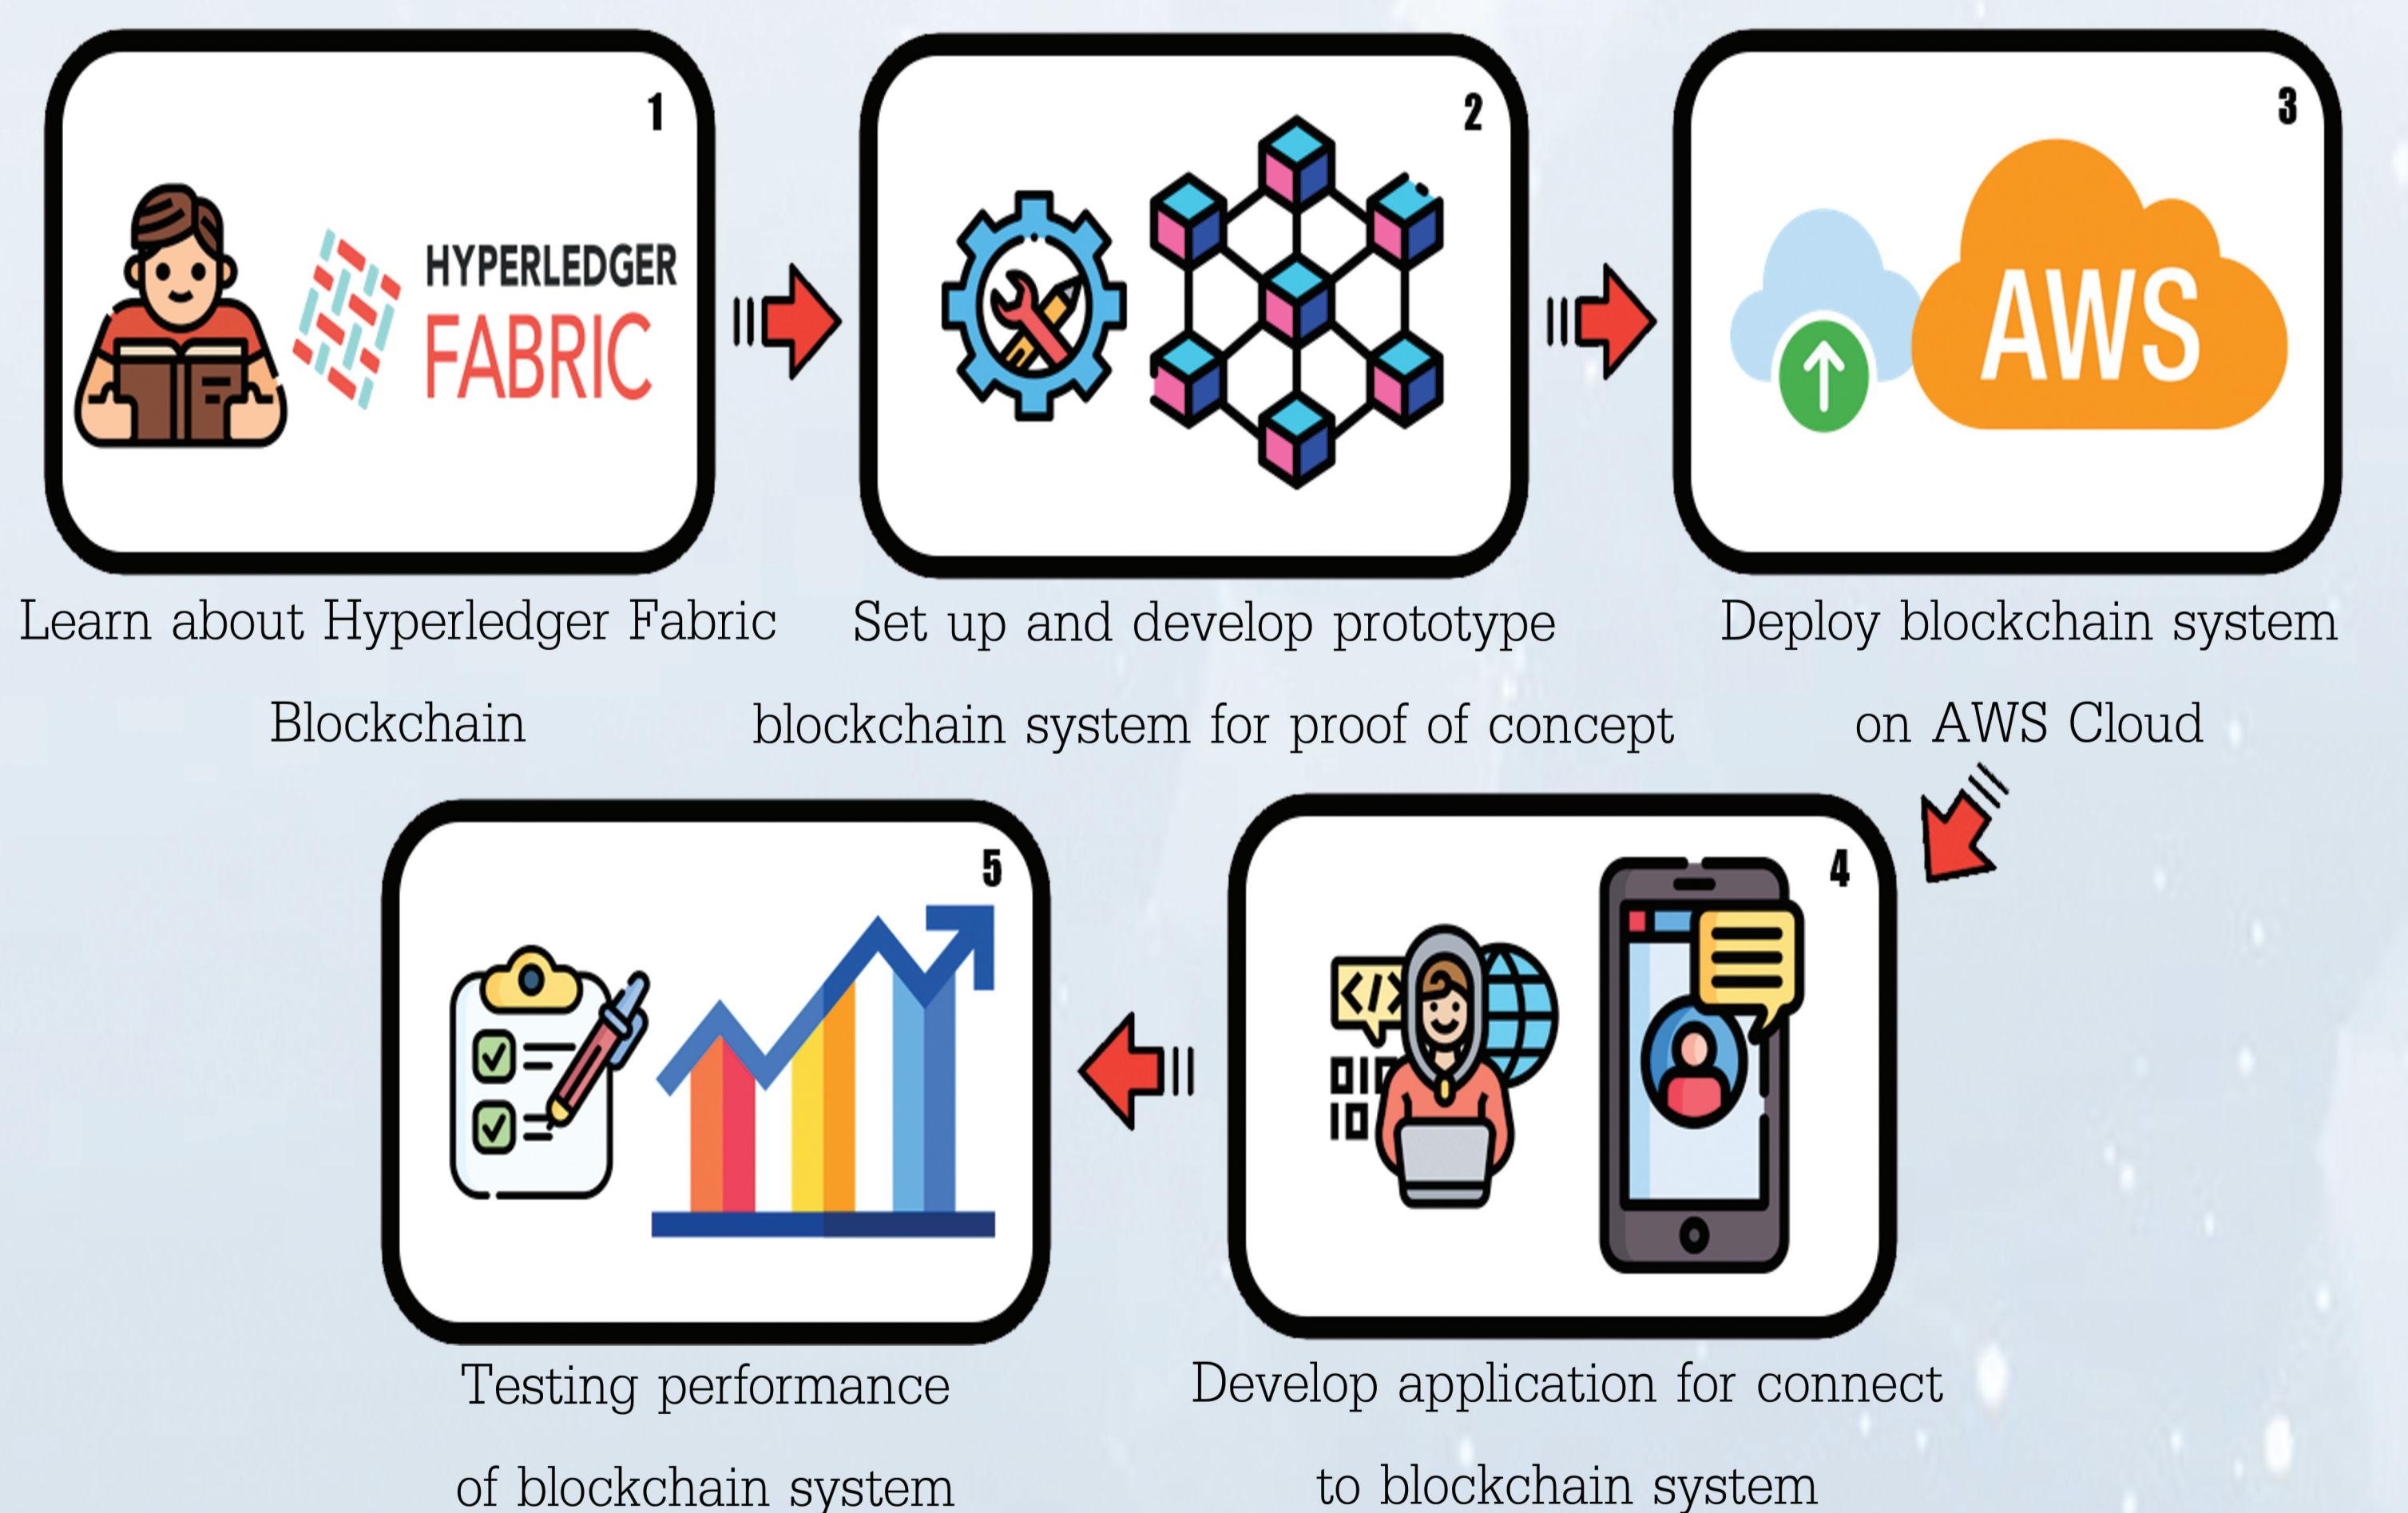 1
HYPERLEDGER
FABRIC
Learn about Hyperledger Fabric
Blockchain
2
Set up and develop prototype
blockchain system for proof of concept
3
AWS
Deploy blockchain system
on AWS Cloud
4
</>
010
10
Develop application for connect
to blockchain system
5
Testing performance
of blockchain system